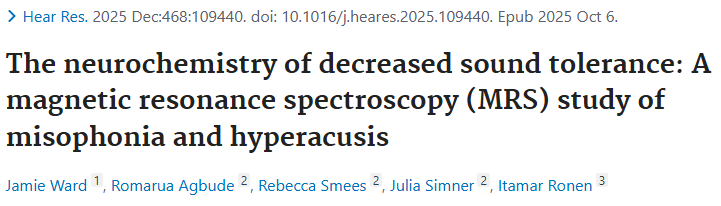 Hear Res. 2025 Dec:468:109440. doi: 10.1016/j.heares.2025.109440. Epub 2025 Oct 6.
The neurochemistry of decreased sound tolerance: A
magnetic resonance spectroscopy (MRS) study of
misophonia and hyperacusis
Jamie Ward 1, Romarua Agbude 2, Rebecca Smees 2, Julia Simner 2, Itamar Ronen 3